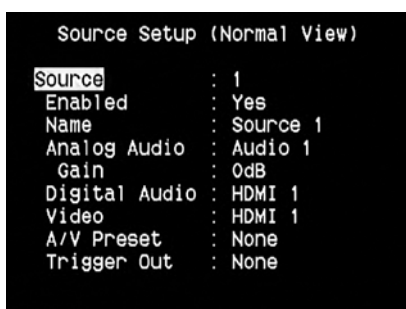 Source Setup (Normal View)
Source : 1
Enabled : Yes
Name : Source 1
Analog Audio : Audio 1
Gain : 0dB
Digital Audio : HDMI 1
Video : HDMI 1
A/V Preset : None
Trigger Out : None